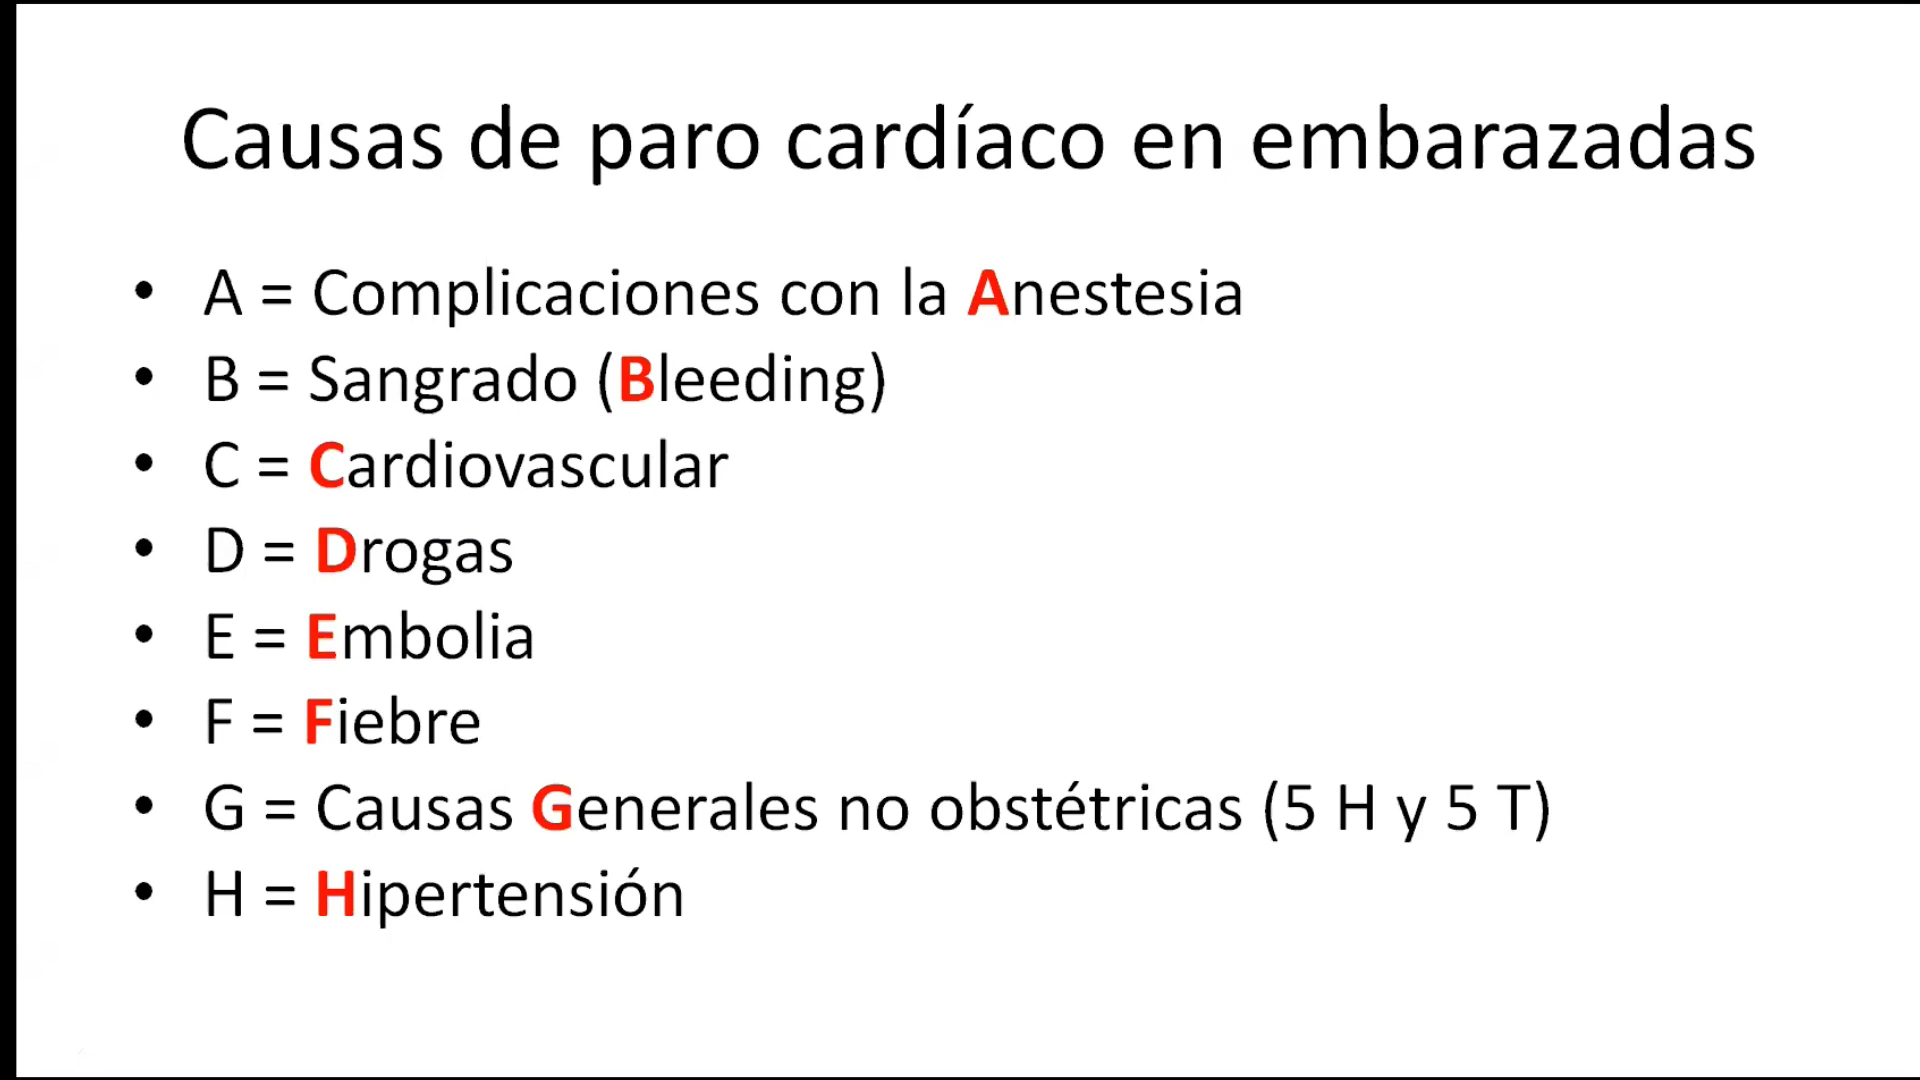 Causas de paro cardíaco en embarazadas
• A = Complicaciones con la Anestesia
• B = Sangrado (Bleeding)
• C = Cardiovascular
• D = Drogas
• E = Embolia
• F = Fiebre
• G = Causas Generales no obstétricas (5 H y 5 T)
• H = Hipertensión